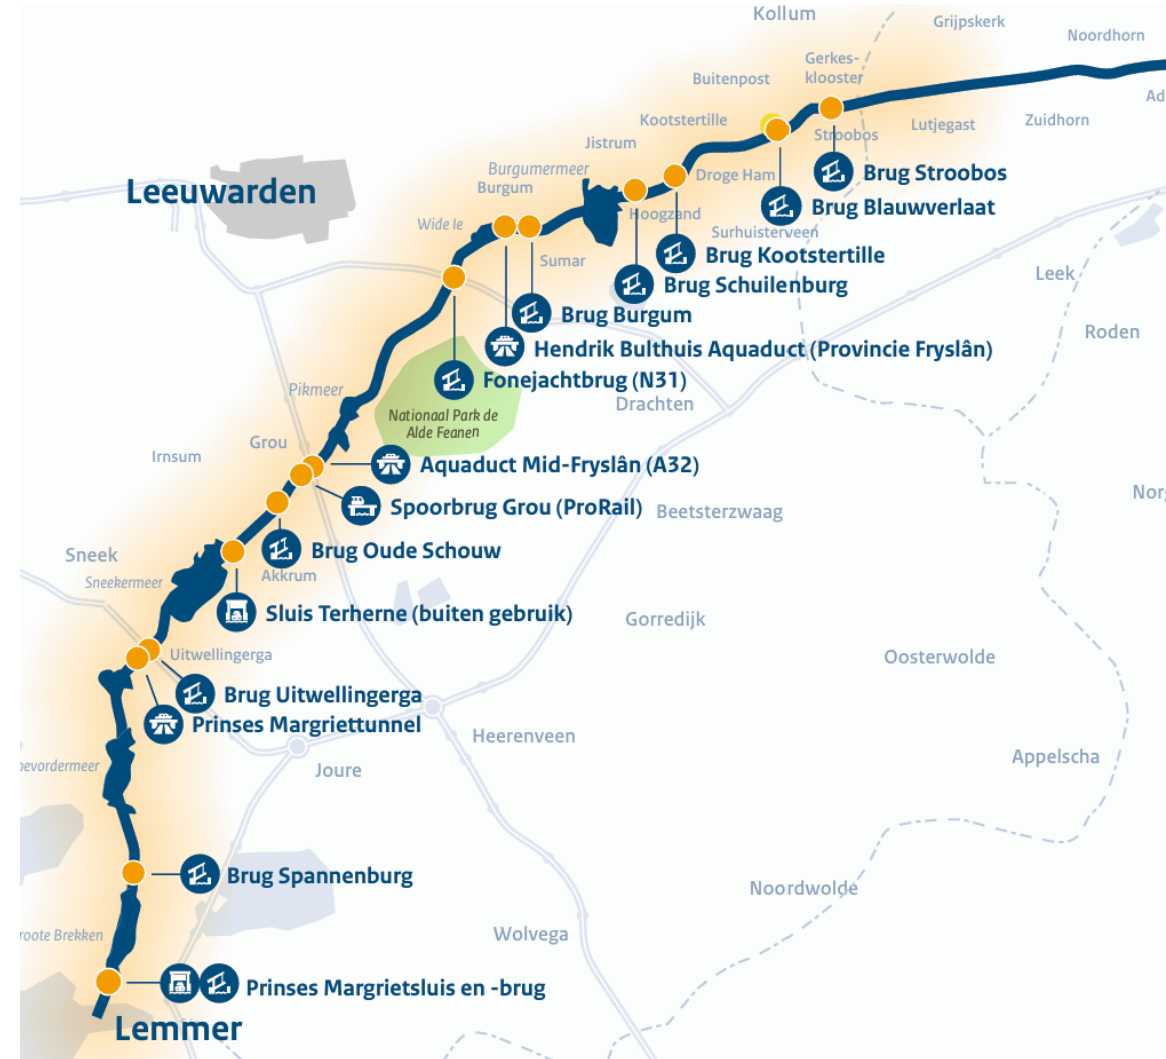 Kollum
Grijpskerk
Noordhorn
Gerkes-
klooster
Buitenpost
Kootstertille
Stroobos
Lutjegast
Zuidhorn
Jistrum
Burgumermeer
Burgum
Droge Ham
Brug Stroobos
Leeuwarden
Wide Ie
Hoogzand
Brug Blauwverlaat
Surhuisterveen
Sumar
Brug Kootstertille
Leek
Brug Schuilenburg
Brug Burgum
Roden
Hendrik Bulthuis Aquaduct (Provincie Fryslân)
Fonejachtbrug (N31)
Pikmeer
Drachten
Nationaal Park de
Alde Feanen
Grou
Irnsum
Aquaduct Mid-Fryslân (A32)
Spoorbrug Grou (ProRail)
Beetsterzwaag
Brug Oude Schouw
Sneek
Sneekermeer
Akkrum
Sluis Terherne (buiten gebruik)
Gorredijk
Uitwellingerga
Oosterwolde
Brug Uitwellingerga
Prinses Margriettunnel
Heerenveen
Joure
Appelscha
Brug Spannenburg
Noordwolde
Wolvega
roote Brekken
Prinses Margrietsluis en -brug
Lemmer